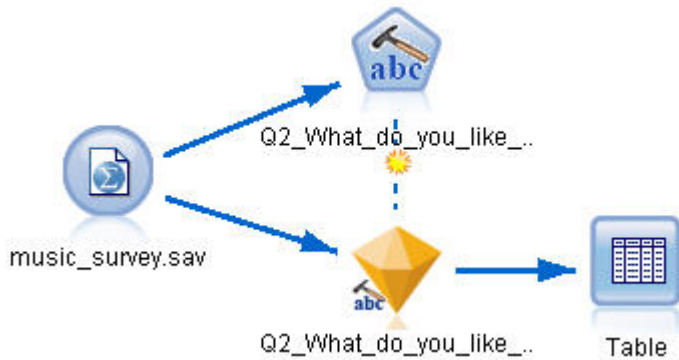 abc
Q2_What_do_you_like_..
music_survey.sav
abc
Q2_What_do_you_like_..
Table